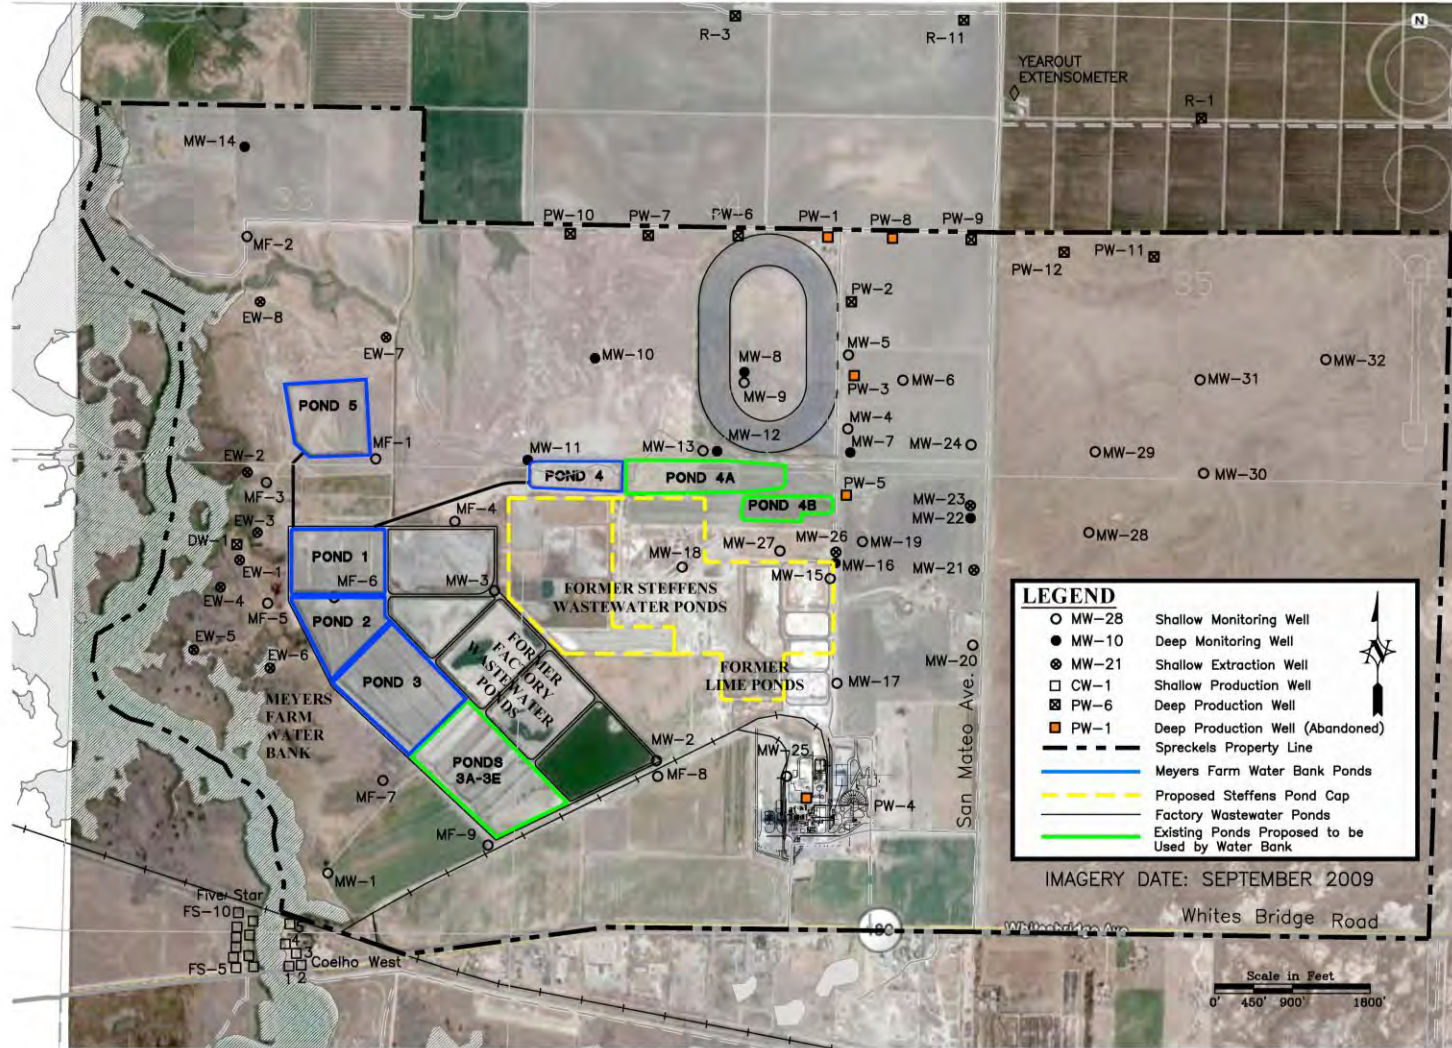 N
R-3
R-11
YEAROUT
EXTENSOMETER
R-1
MW-14
33
PW-10
PW-7
PW-6
PW-1
PW-8
PW-9
MF-2
PW-12
PW-11
35
EW-8
PW-2
EW-7
MW-10
MW-8
MW-5
MW-32
MW-9
PW-3
MW-6
MW-31
POND 5
MW-4
MF-1
MW-11
MW-13
MW-12
MW-7
MW-24
MW-29
EW-2
MF-3
POND 4
POND 4A
PW-5
MW-30
POND 4B
MW-23
MW-22
EW-3
MF-4
DW-1
POND 1
MW-18
MW-27
MW-26
MW-19
MW-28
EW-1
MF-6
MW-3
MW-15
MW-16
MW-21
EW-4
FORMER STEFFENS
WASTEWATER PONDS
MF-5
POND 2
EW-5
EW-6
FORMER
FACTORY
WASTEWATER
PONDS
FORMER
LIME PONDS
MW-20
POND 3
MW-17
MEYERS
FARM
WATER
BANK
San Mateo Ave.
PONDS
3A-3E
MW-2
MF-8
MW-25
MF-7
PW-4
MF-9
MW-1
Five Star
FS-10
5
4
3
FS-5
1 2
Coelho West
LEGEND
MW-28 Shallow Monitoring Well
MW-10 Deep Monitoring Well
MW-21 Shallow Extraction Well
CW-1 Shallow Production Well
PW-6 Deep Production Well
PW-1 Deep Production Well (Abandoned)
Spreckels Property Line
Meyers Farm Water Bank Ponds
Proposed Steffens Pond Cap
Factory Wastewater Ponds
Existing Ponds Proposed to be
Used by Water Bank
N
IMAGERY DATE: SEPTEMBER 2009
Whites Bridge Road
Whitesbridge Ave
180
Scale in Feet
0' 450' 900' 1800'